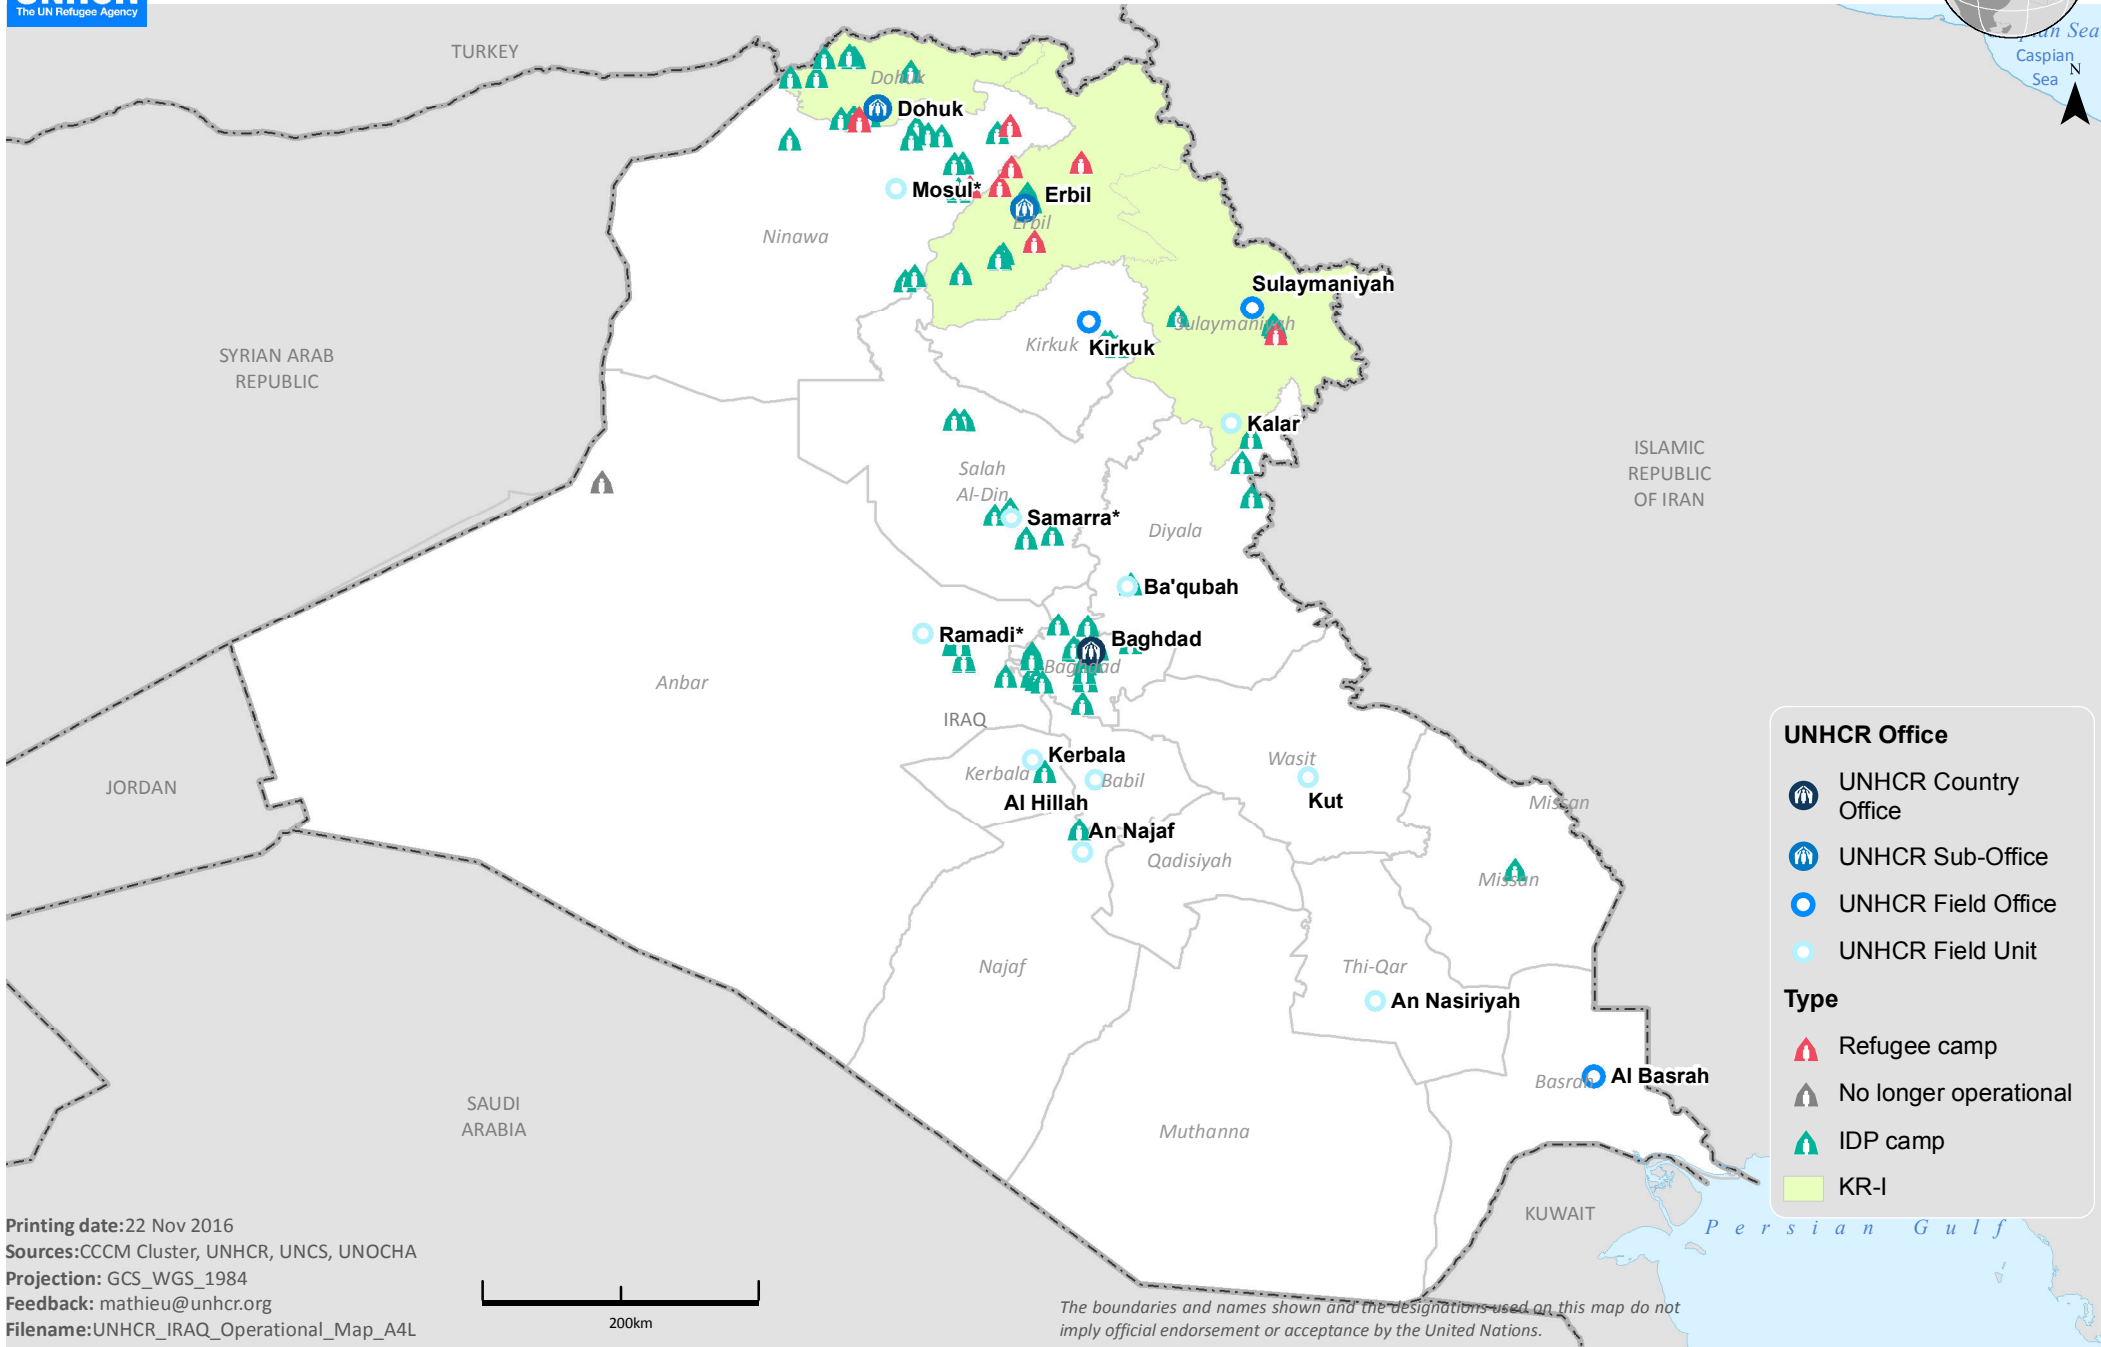 UNHCR
The UN Refugee Agency
TURKEY
Caspian Sea
Caspian
Sea
N
Dohuk
Dohuk
Mosul*
Erbil
Erbil
Ninawa
Sulaymaniyah
Sulaymaniyah
Kirkuk
Kirkuk
SYRIAN ARAB
REPUBLIC
Kalar
ISLAMIC
REPUBLIC
OF IRAN
Salah
Al-Din
Samarra*
Diyala
Ba'qubah
Ramadi*
Baghdad
Baghdad
Anbar
IRAQ
Kerbala
Kerbala
Babil
Al Hillah
Wasit
Kut
JORDAN
Missan
An Najaf
Qadisiyah
Missan
Najaf
Thi-Qar
An Nasiriyah
Basrah
Al Basrah
SAUDI
ARABIA
Muthanna
KUWAIT
Persian Gulf
UNHCR Office
UNHCR Country
Office
UNHCR Sub-Office
UNHCR Field Office
UNHCR Field Unit
Type
Refugee camp
No longer operational
IDP camp
KR-I
Printing date:22 Nov 2016
Sources:CCCM Cluster, UNHCR, UNCS, UNOCHA
Projection: GCS_WGS_1984
Feedback: mathieu@unhcr.org
Filename:UNHCR_IRAQ_Operational_Map_A4L
200km
The boundaries and names shown and the designations used on this map do not
imply official endorsement or acceptance by the United Nations.